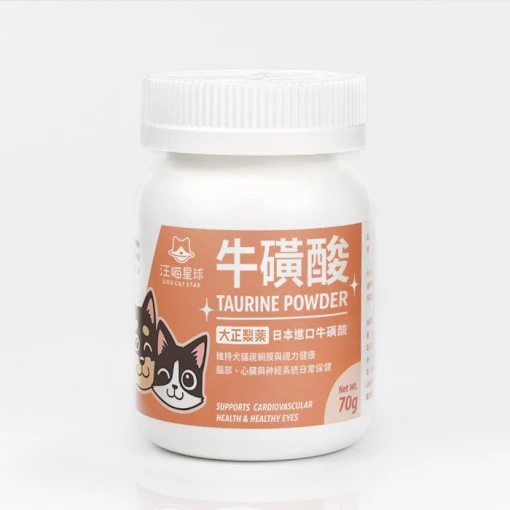 汪喵星球
DOG CAT STAR
牛磺酸
TAURINE POWDER
大正製薬 日本進口牛磺酸
維持犬貓視網膜與視力健康
腦部、心臟與神經系統日常保健
SUPPORTS CARDIOVASCULAR
HEALTH & HEALTHY EYES
Net Wt.
70g